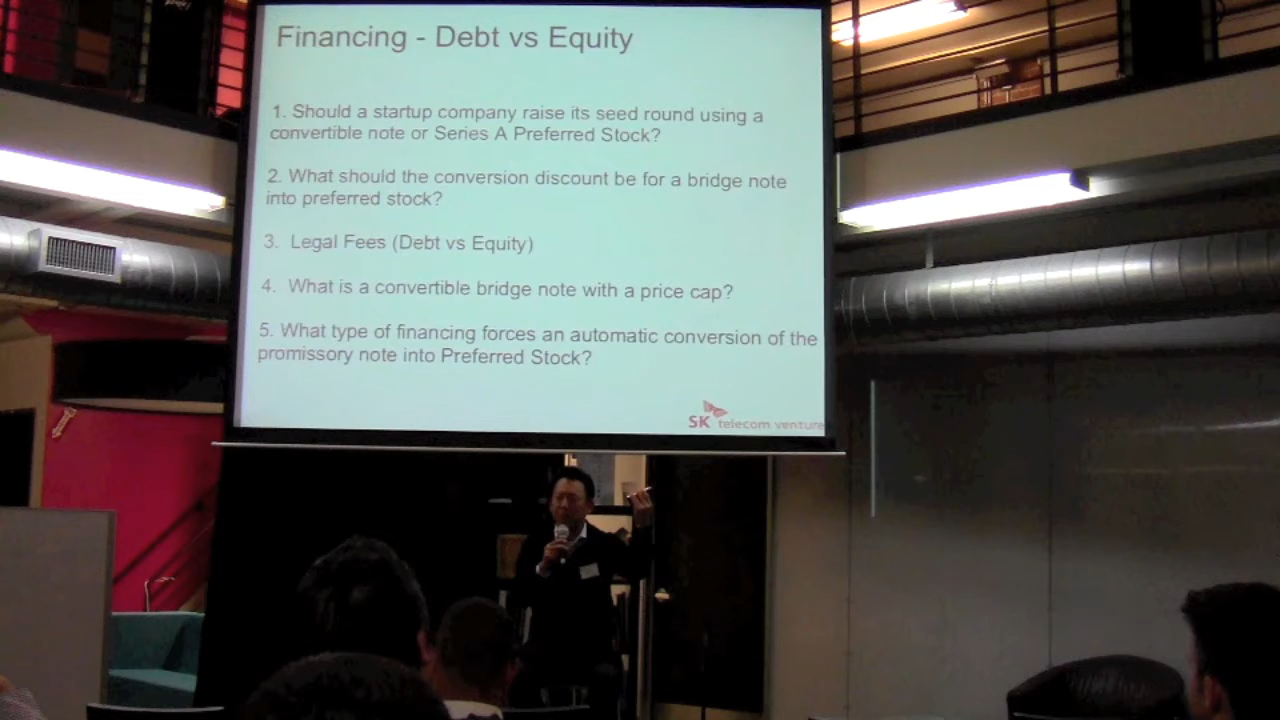 Financing - Debt vs Equity
1. Should a startup company raise its seed round using a
convertible note or Series A Preferred Stock?
2. What should the conversion discount be for a bridge note
into preferred stock?
3. Legal Fees (Debt vs Equity)
4. What is a convertible bridge note with a price cap?
5. What type of financing forces an automatic conversion of the
promissory note into Preferred Stock?
SK telecom venture